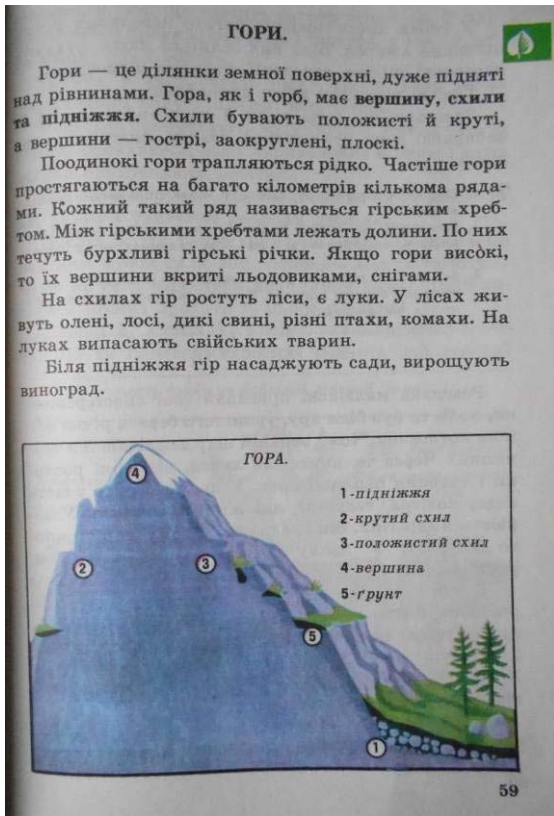 ГОРИ.
Гори — це ділянки земної поверхні, дуже підняті
над рівнинами. Гора, як і горб, має вершину, схили
та підніжжя. Схили бувають положисті й круті,
а вершини — гострі, заокруглені, плоскі.
Поодинокі гори трапляються рідко. Частіше гори
простягаються на багато кілометрів кількома ряда-
ми. Кожний такий ряд називається гірським хреб-
том. Між гірськими хребтами лежать долини. По них
течуть бурхливі гірські річки. Якщо гори висо́кі,
то їх вершини вкриті льодовиками, снігами.
На схилах гір ростуть ліси, є луки. У лісах жи-
вуть олені, лосі, дикі свині, різні птахи, комахи. На
луках випасають свійських тварин.
Біля підніжжя гір насаджують сади, вирощують
виноград.
ГОРА.
1-підніжжя
2-крутий схил
3-положистий схил
4-вершина
5-ґрунт
4
2
3
5
1
59